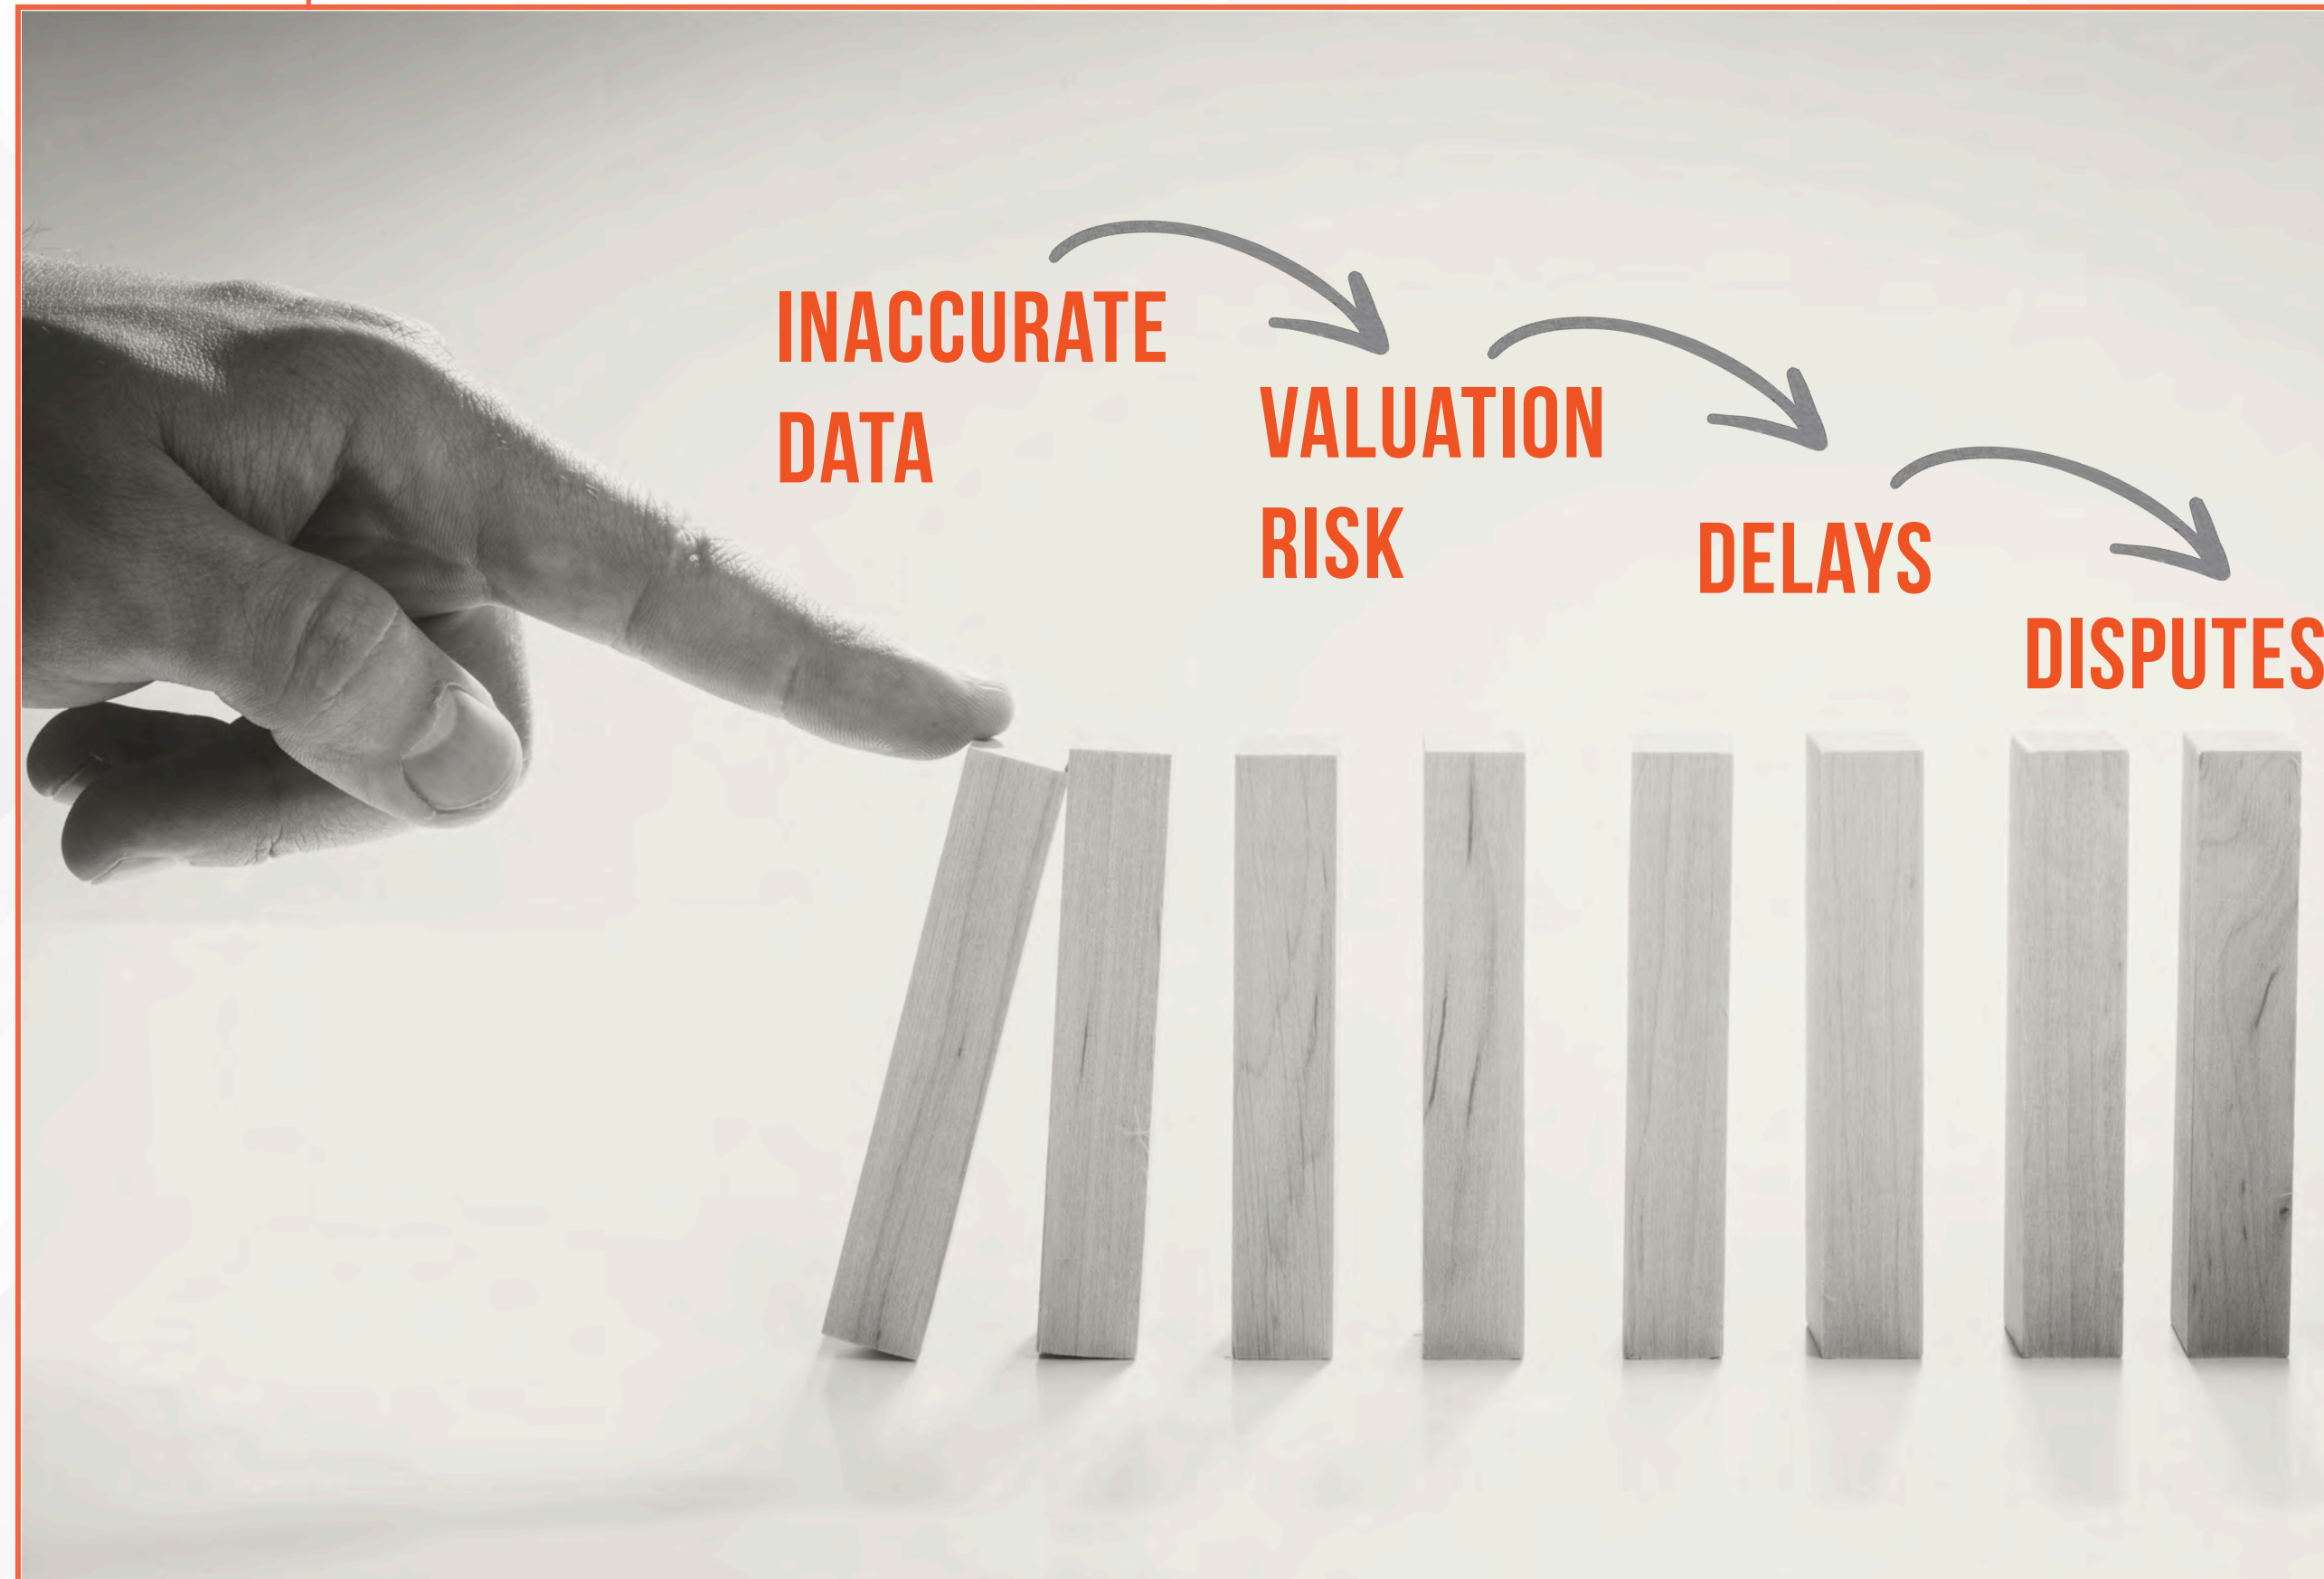 INACCURATE
DATA
VALUATION
RISK
DELAYS
DISPUTES